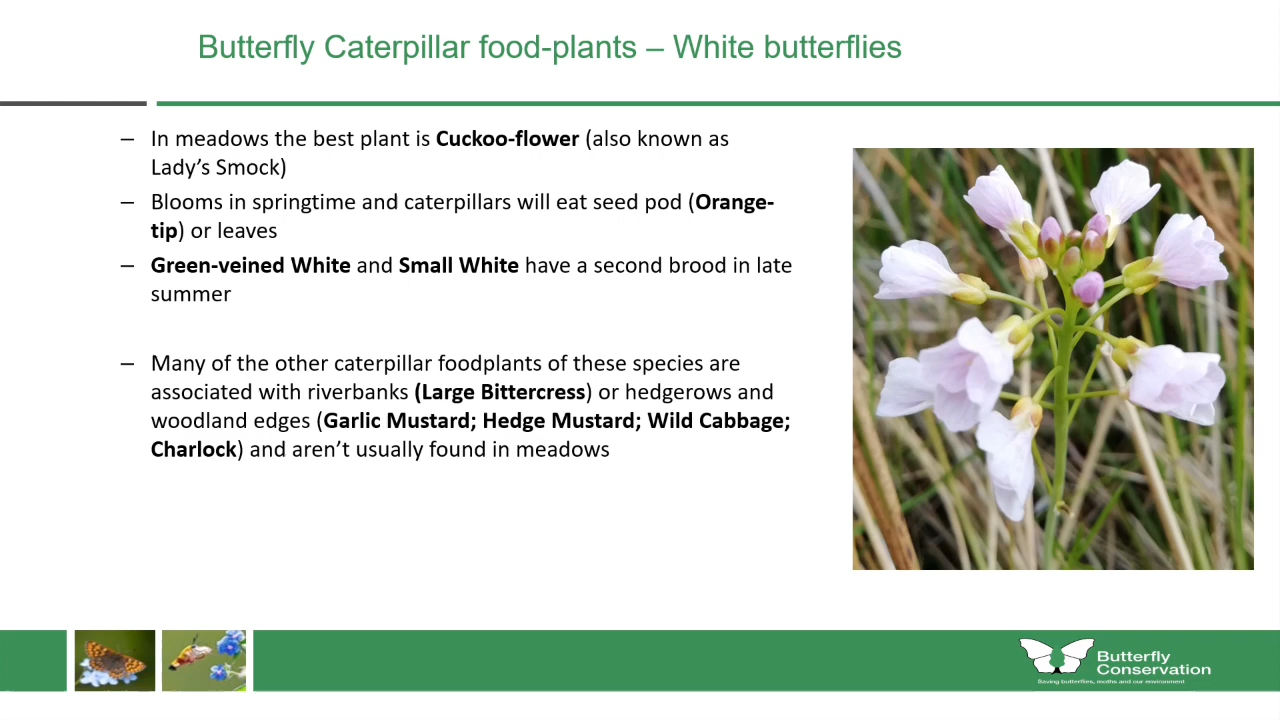 Butterfly Caterpillar food-plants – White butterflies
– In meadows the best plant is Cuckoo-flower (also known as
Lady’s Smock)
– Blooms in springtime and caterpillars will eat seed pod (Orange-
tip) or leaves
– Green-veined White and Small White have a second brood in late
summer
– Many of the other caterpillar foodplants of these species are
associated with riverbanks (Large Bittercress) or hedgerows and
woodland edges (Garlic Mustard; Hedge Mustard; Wild Cabbage;
Charlock) and aren’t usually found in meadows
Butterfly
Conservation
Saving butterflies, moths and our environment